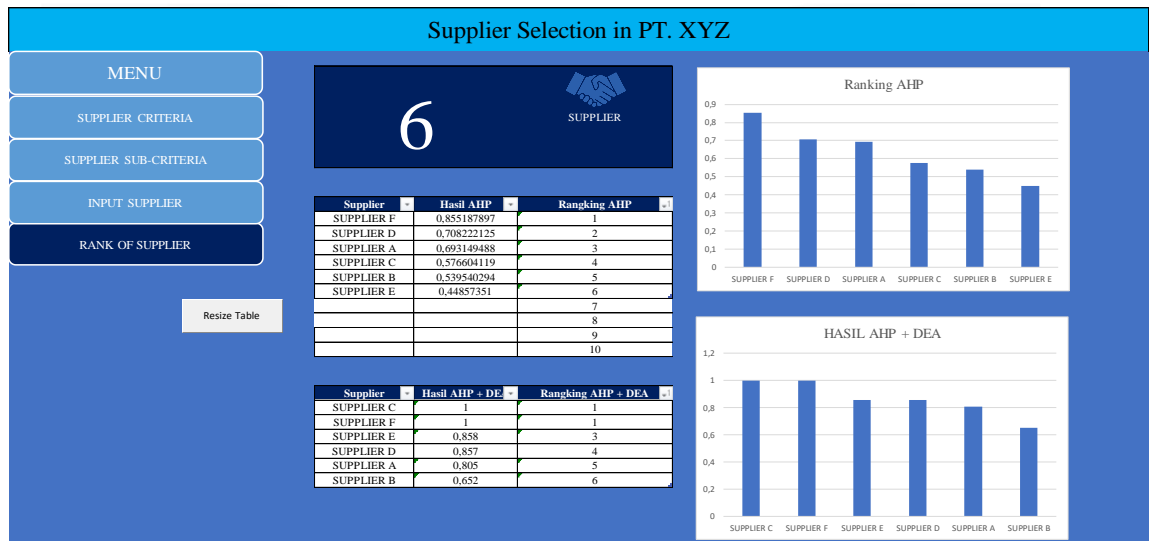 Supplier Selection in PT. XYZ
MENU
SUPPLIER CRITERIA
SUPPLIER SUB-CRITERIA
INPUT SUPPLIER
RANK OF SUPPLIER
Resize Table
6
SUPPLIER
Supplier Hasil AHP Rangking AHP
SUPPLIER F 0,855187897 1
SUPPLIER D 0,708222125 2
SUPPLIER A 0,693149488 3
SUPPLIER C 0,576604119 4
SUPPLIER B 0,539540294 5
SUPPLIER E 0,44857351 6
7
8
9
10
Supplier Hasil AHP + DEA Rangking AHP + DEA
SUPPLIER C 1 1
SUPPLIER F 1 1
SUPPLIER E 0,858 3
SUPPLIER D 0,857 4
SUPPLIER A 0,805 5
SUPPLIER B 0,652 6
Ranking AHP
0,9
0,8
0,7
0,6
0,5
0,4
0,3
0,2
0,1
0
SUPPLIER F SUPPLIER D SUPPLIER A SUPPLIER C SUPPLIER B SUPPLIER E
HASIL AHP + DEA
1,2
1
0,8
0,6
0,4
0,2
0
SUPPLIER C SUPPLIER F SUPPLIER E SUPPLIER D SUPPLIER A SUPPLIER B